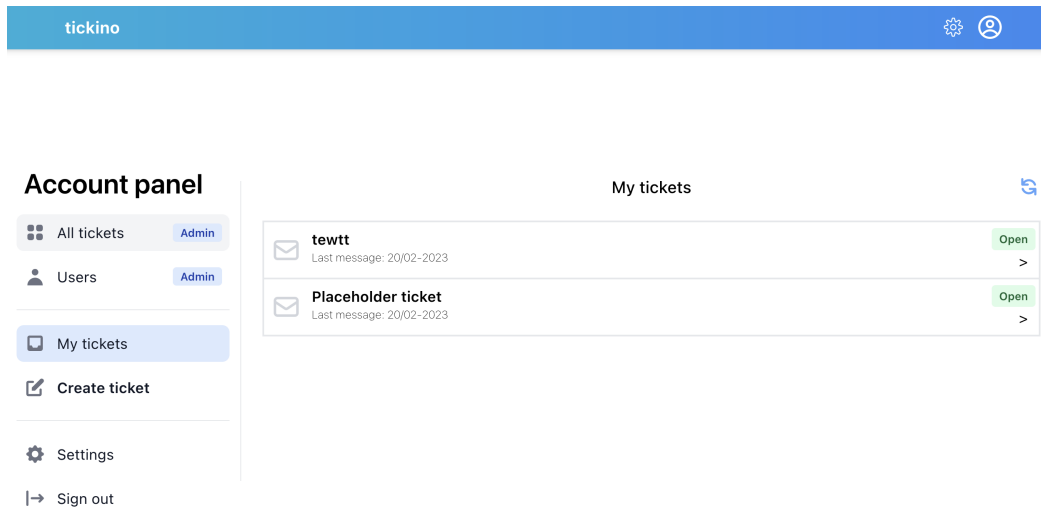 tickino
Account panel
All tickets Admin
Users Admin
My tickets
Create ticket
Settings
Sign out
My tickets
tewtt
Last message: 20/02-2023
Open
>
Placeholder ticket
Last message: 20/02-2023
Open
>